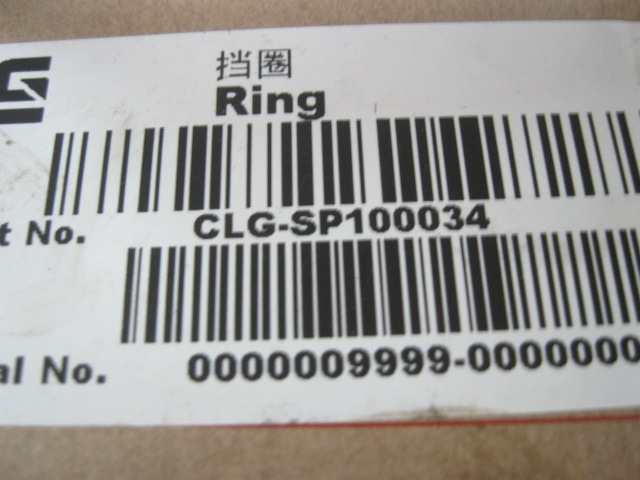 G
挡圈
Ring
t No. CLG-SP100034
al No. 0000009999-0000000